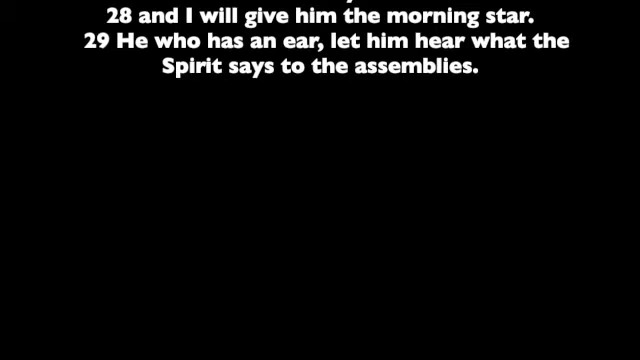 28 and I will give him the morning star.
29 He who has an ear, let him hear what the
Spirit says to the assemblies.